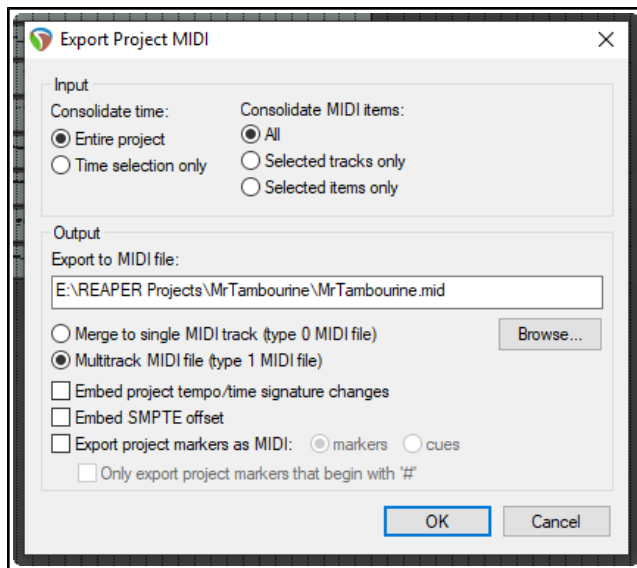 Export Project MIDI
Input
Consolidate time:
Entire project
Time selection only
Consolidate MIDI items:
All
Selected tracks only
Selected items only
Output
Export to MIDI file:
E:\REAPER Projects\MrTambourine\MrTambourine.mid
Merge to single MIDI track (type 0 MIDI file)
Browse...
Multitrack MIDI file (type 1 MIDI file)
Embed project tempo/time signature changes
Embed SMPTE offset
Export project markers as MIDI: markers cues
Only export project markers that begin with '#'
OK Cancel